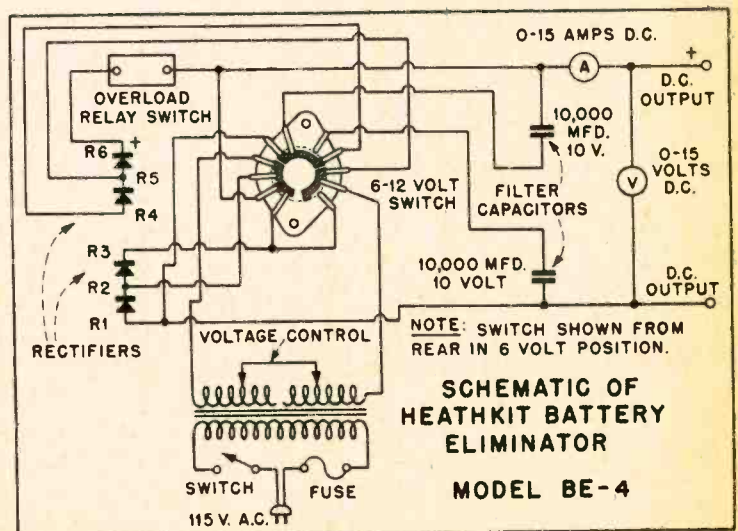 0-15 AMPS D.C.
A
+
D.C.
OUTPUT
OVERLOAD
RELAY SWITCH
+
R6
R5
R4
R3
R2
R1
RECTIFIERS
6-12 VOLT
SWITCH
10,000
MFD.
10 V.
FILTER
CAPACITORS
0-15
VOLTS
D.C.
V
10,000 MFD.
10 VOLT
D.C.
OUTPUT
NOTE: SWITCH SHOWN FROM
REAR IN 6 VOLT POSITION.
VOLTAGE CONTROL
SWITCH
FUSE
115 V. A.C.
SCHEMATIC OF
HEATHKIT BATTERY
ELIMINATOR
MODEL BE-4